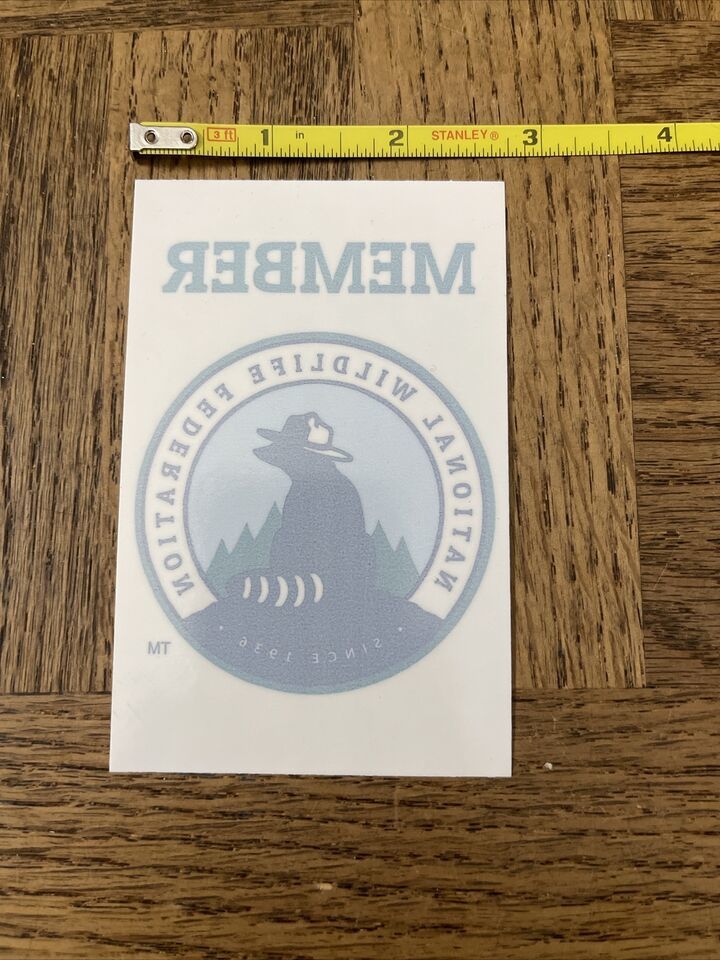 3 ft 1 in 2 STANLEY® 3 4
MEMBER
NATIONAL WILDLIFE FEDERATION
• SINCE 1936 •
TM